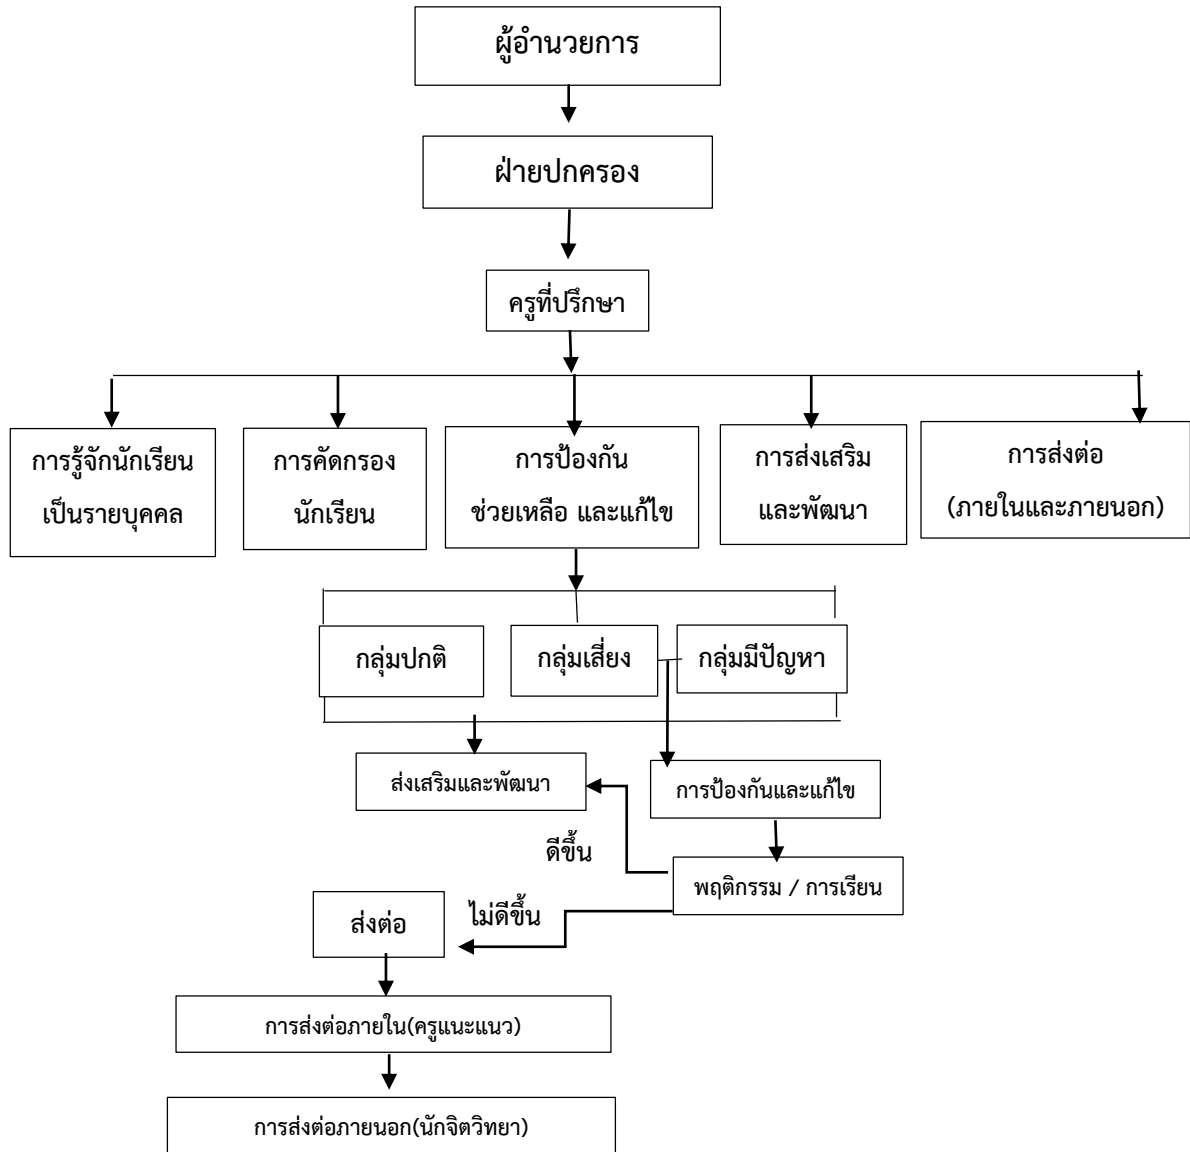 ผู้อำนวยการ
ฝ่ายปกครอง
ครูที่ปรึกษา
การรู้จักนักเรียน
เป็นรายบุคคล
การคัดกรอง
นักเรียน
การป้องกัน
ช่วยเหลือ และแก้ไข
การส่งเสริม
และพัฒนา
การส่งต่อ
(ภายในและภายนอก)
กลุ่มปกติ
กลุ่มเสี่ยง
กลุ่มมีปัญหา
ส่งเสริมและพัฒนา
การป้องกันและแก้ไข
ดีขึ้น
พฤติกรรม / การเรียน
ไม่ดีขึ้น
ส่งต่อ
การส่งต่อภายใน(ครูแนะแนว)
การส่งต่อภายนอก(นักจิตวิทยา)